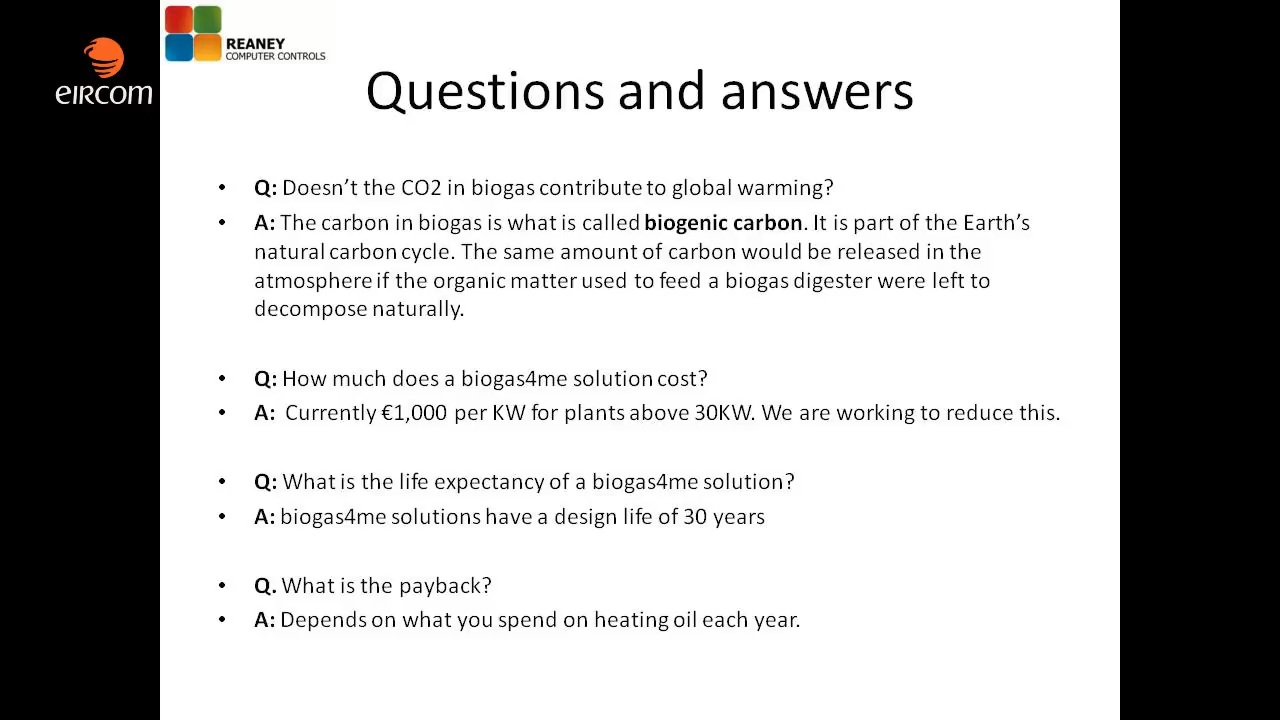 eircom
REANEY
COMPUTER CONTROLS
Questions and answers
• Q: Doesn’t the CO2 in biogas contribute to global warming?
• A: The carbon in biogas is what is called biogenic carbon. It is part of the Earth’s
natural carbon cycle. The same amount of carbon would be released in the
atmosphere if the organic matter used to feed a biogas digester were left to
decompose naturally.
• Q: How much does a biogas4me solution cost?
• A: Currently €1,000 per KW for plants above 30KW. We are working to reduce this.
• Q: What is the life expectancy of a biogas4me solution?
• A: biogas4me solutions have a design life of 30 years
• Q. What is the payback?
• A: Depends on what you spend on heating oil each year.